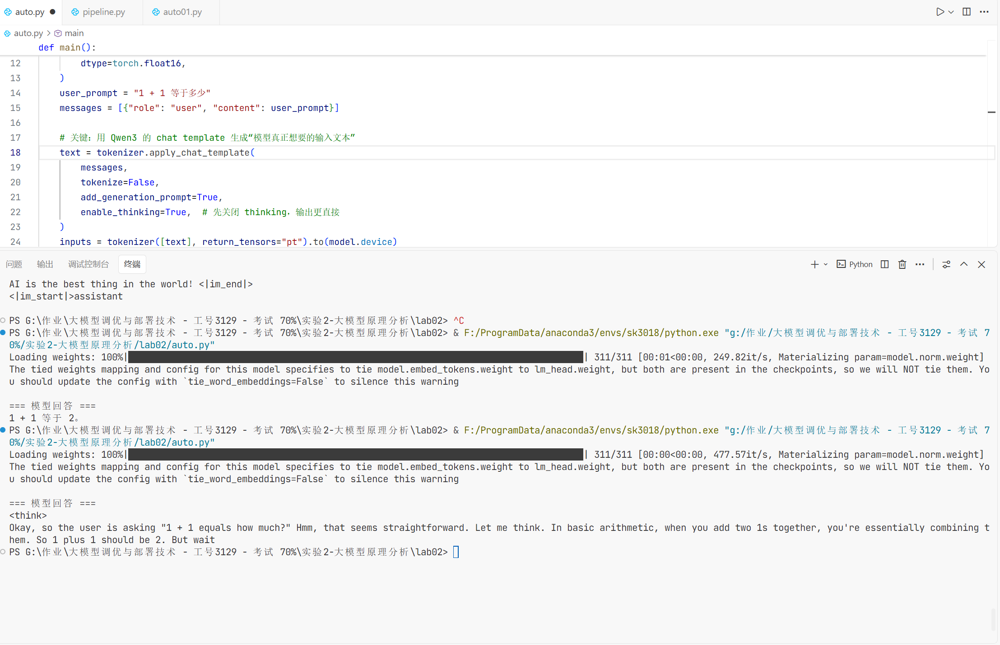 auto.py
pipeline.py
auto01.py
auto.py > main
def main():
12 dtype=torch.float16,
13 )
14 user_prompt = "1 + 1 等于多少"
15 messages = [{"role": "user", "content": user_prompt}]
16
17 # 关键：用 Qwen3 的 chat template 生成“模型真正想要的输入文本”
18 text = tokenizer.apply_chat_template(
19 messages,
20 tokenize=False,
21 add_generation_prompt=True,
22 enable_thinking=True,  # 先关闭 thinking，输出更直接
23 )
24 inputs = tokenizer([text], return_tensors="pt").to(model.device)
问题 输出 调试控制台 终端
Python
AI is the best thing in the world! <|im_end|>
<|im_start|>assistant
PS G:\作业\大模型调优与部署技术 - 工号3129 - 考试 70%\实验2-大模型原理分析\lab02> ^C
PS G:\作业\大模型调优与部署技术 - 工号3129 - 考试 70%\实验2-大模型原理分析\lab02> & F:/ProgramData/anaconda3/envs/sk3018/python.exe "g:/作业/大模型调优与部署技术 - 工号3129 - 考试 7
0%/实验2-大模型原理分析/lab02/auto.py"
Loading weights: 100%| | 311/311 [00:01<00:00, 249.82it/s, Materializing param=model.norm.weight]
The tied weights mapping and config for this model specifies to tie model.embed_tokens.weight to lm_head.weight, but both are present in the checkpoints, so we will NOT tie them. Yo
u should update the config with `tie_word_embeddings=False` to silence this warning
=== 模型回答 ===
1 + 1 等于 2。
PS G:\作业\大模型调优与部署技术 - 工号3129 - 考试 70%\实验2-大模型原理分析\lab02> & F:/ProgramData/anaconda3/envs/sk3018/python.exe "g:/作业/大模型调优与部署技术 - 工号3129 - 考试 7
0%/实验2-大模型原理分析/lab02/auto.py"
Loading weights: 100%| | 311/311 [00:00<00:00, 477.57it/s, Materializing param=model.norm.weight]
The tied weights mapping and config for this model specifies to tie model.embed_tokens.weight to lm_head.weight, but both are present in the checkpoints, so we will NOT tie them. Yo
u should update the config with `tie_word_embeddings=False` to silence this warning
=== 模型回答 ===
<think>
Okay, so the user is asking "1 + 1 equals how much?" Hmm, that seems straightforward. Let me think. In basic arithmetic, when you add two 1s together, you're essentially combining t
hem. So 1 plus 1 should be 2. But wait
PS G:\作业\大模型调优与部署技术 - 工号3129 - 考试 70%\实验2-大模型原理分析\lab02>